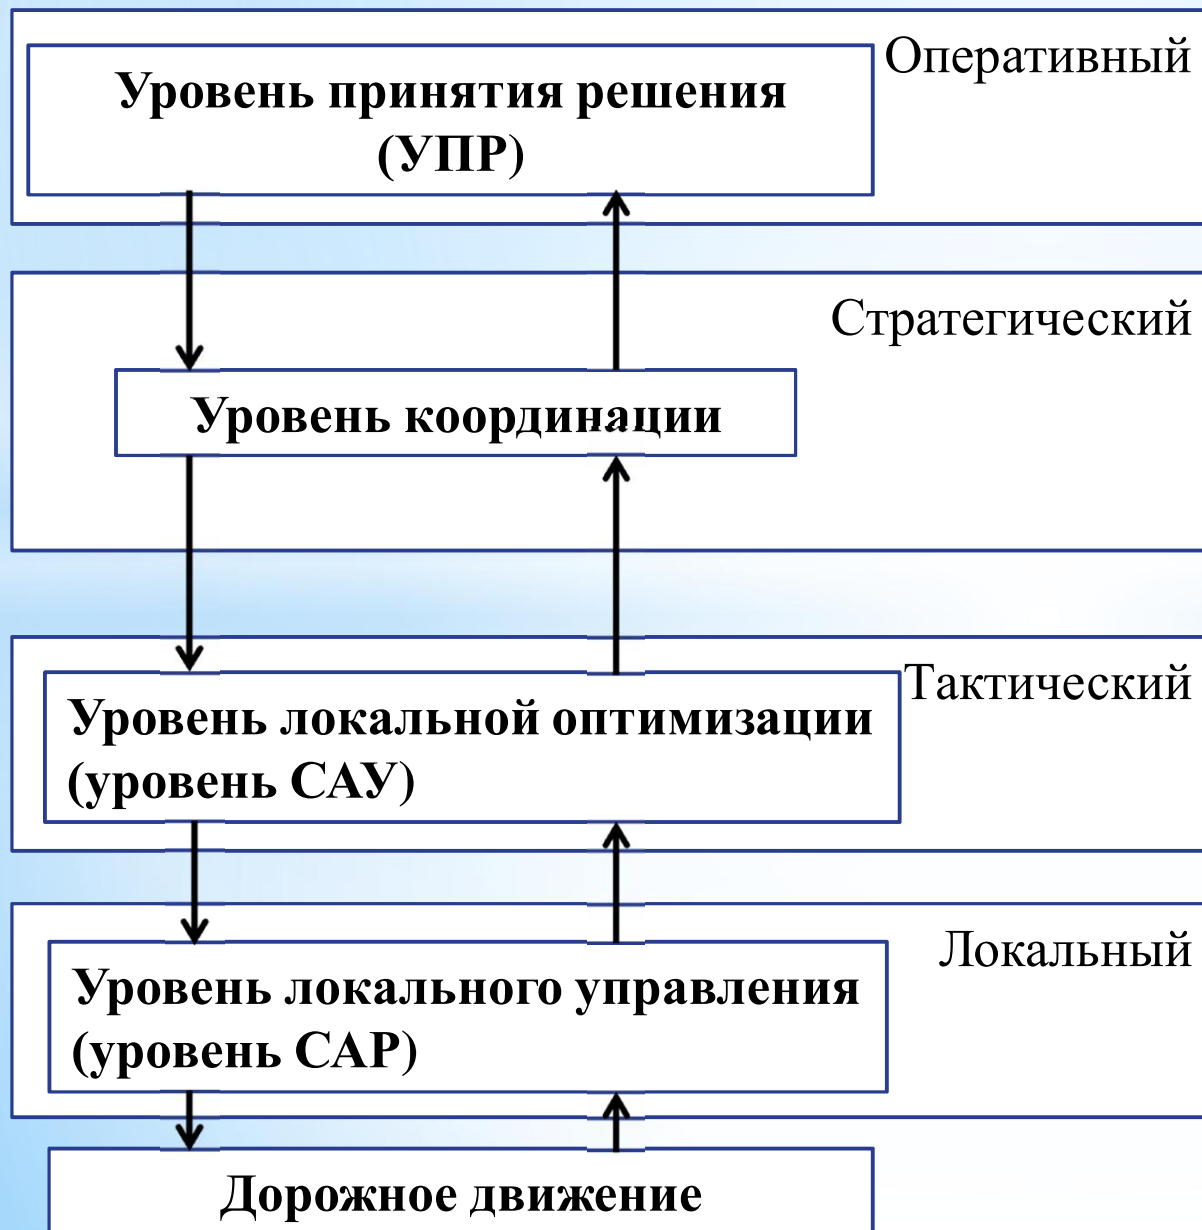 Оперативный
Уровень принятия решения
(УПР)
Стратегический
Уровень координации
Тактический
Уровень локальной оптимизации
(уровень САУ)
Локальный
Уровень локального управления
(уровень САР)
Дорожное движение